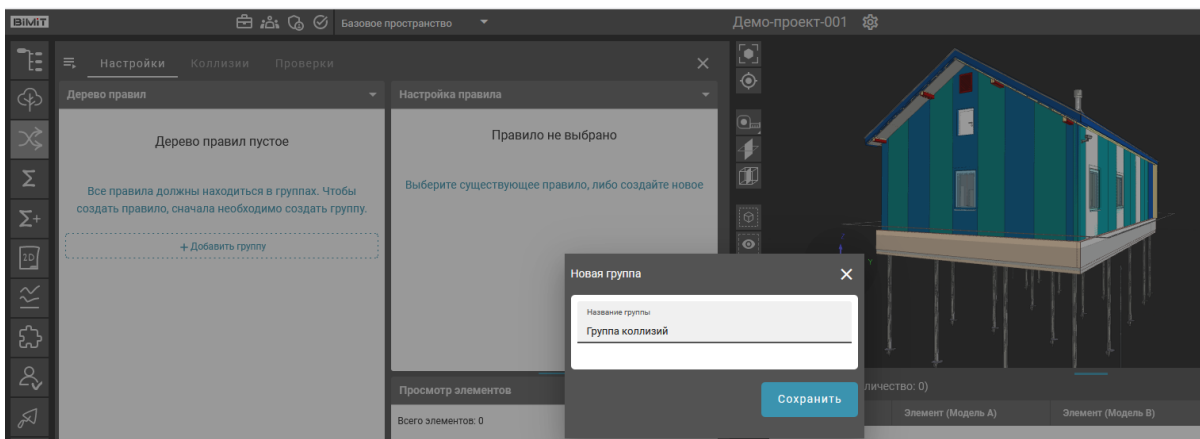 BIMIT
Базовое пространство
Демо-проект-001
Настройки Коллизии Проверки
Дерево правил
Настройка правила
Дерево правил пустое
Правило не выбрано
Все правила должны находиться в группах. Чтобы
создать правило, сначала необходимо создать группу.
Выберите существующее правило, либо создайте новое
+ Добавить группу
2D
Новая группа
Название группы
Группа коллизий
Сохранить
Просмотр элементов
Всего элементов: 0
личество: 0)
Элемент (Модель A)
Элемент (Модель B)
Y